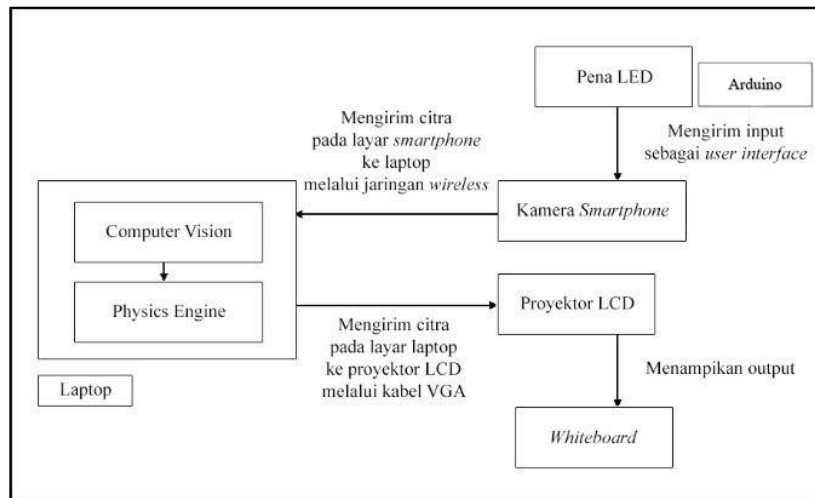 Pena LED
Arduino
Mengirim input
sebagai user interface
Kamera Smartphone
Mengirim citra
pada layar smartphone
ke laptop
melalui jaringan wireless
Computer Vision
Physics Engine
Laptop
Mengirim citra
pada layar laptop
ke proyektor LCD
melalui kabel VGA
Proyektor LCD
Menampikan output
Whiteboard